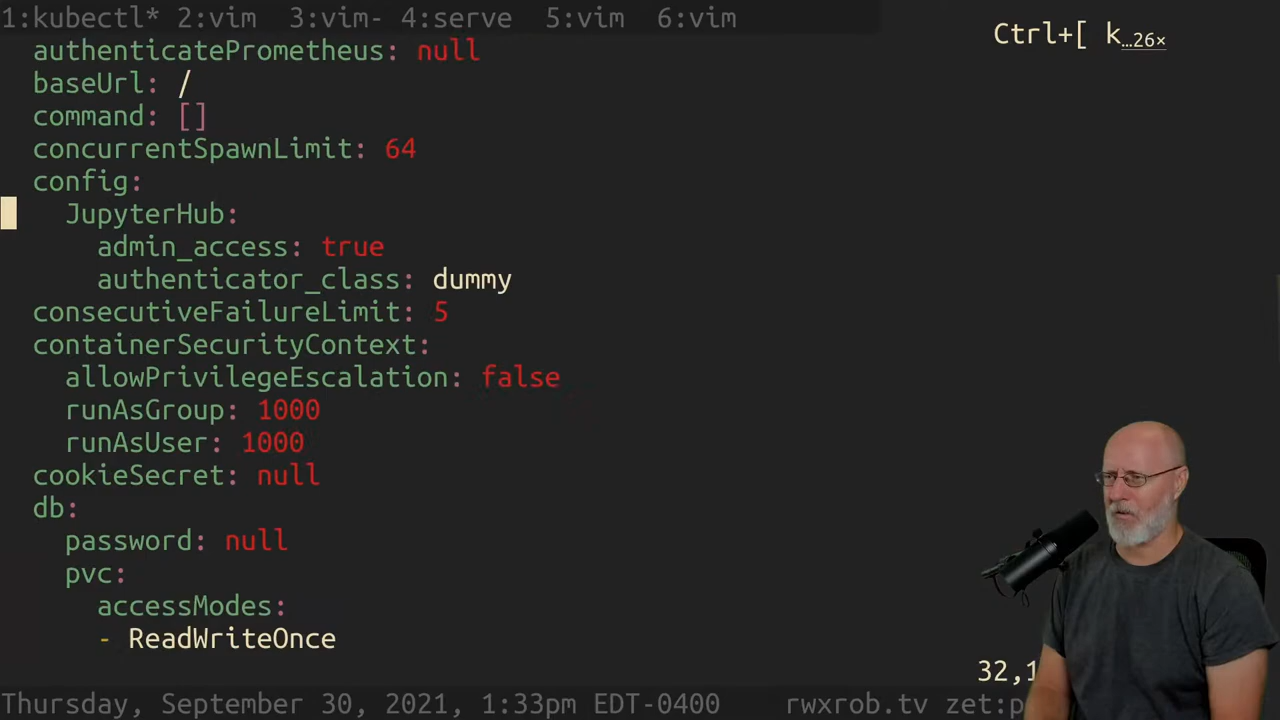 1:kubectl* 2:vim 3:vim- 4:serve 5:vim 6:vim
Ctrl+[ k…26×
authenticatePrometheus: null
baseUrl: /
command: []
concurrentSpawnLimit: 64
config:
JupyterHub:
admin_access: true
authenticator_class: dummy
consecutiveFailureLimit: 5
containerSecurityContext:
allowPrivilegeEscalation: false
runAsGroup: 1000
runAsUser: 1000
cookieSecret: null
db:
password: null
pvc:
accessModes:
- ReadWriteOnce
32,1
Thursday, September 30, 2021, 1:33pm EDT-0400 rwxrob.tv zet:p